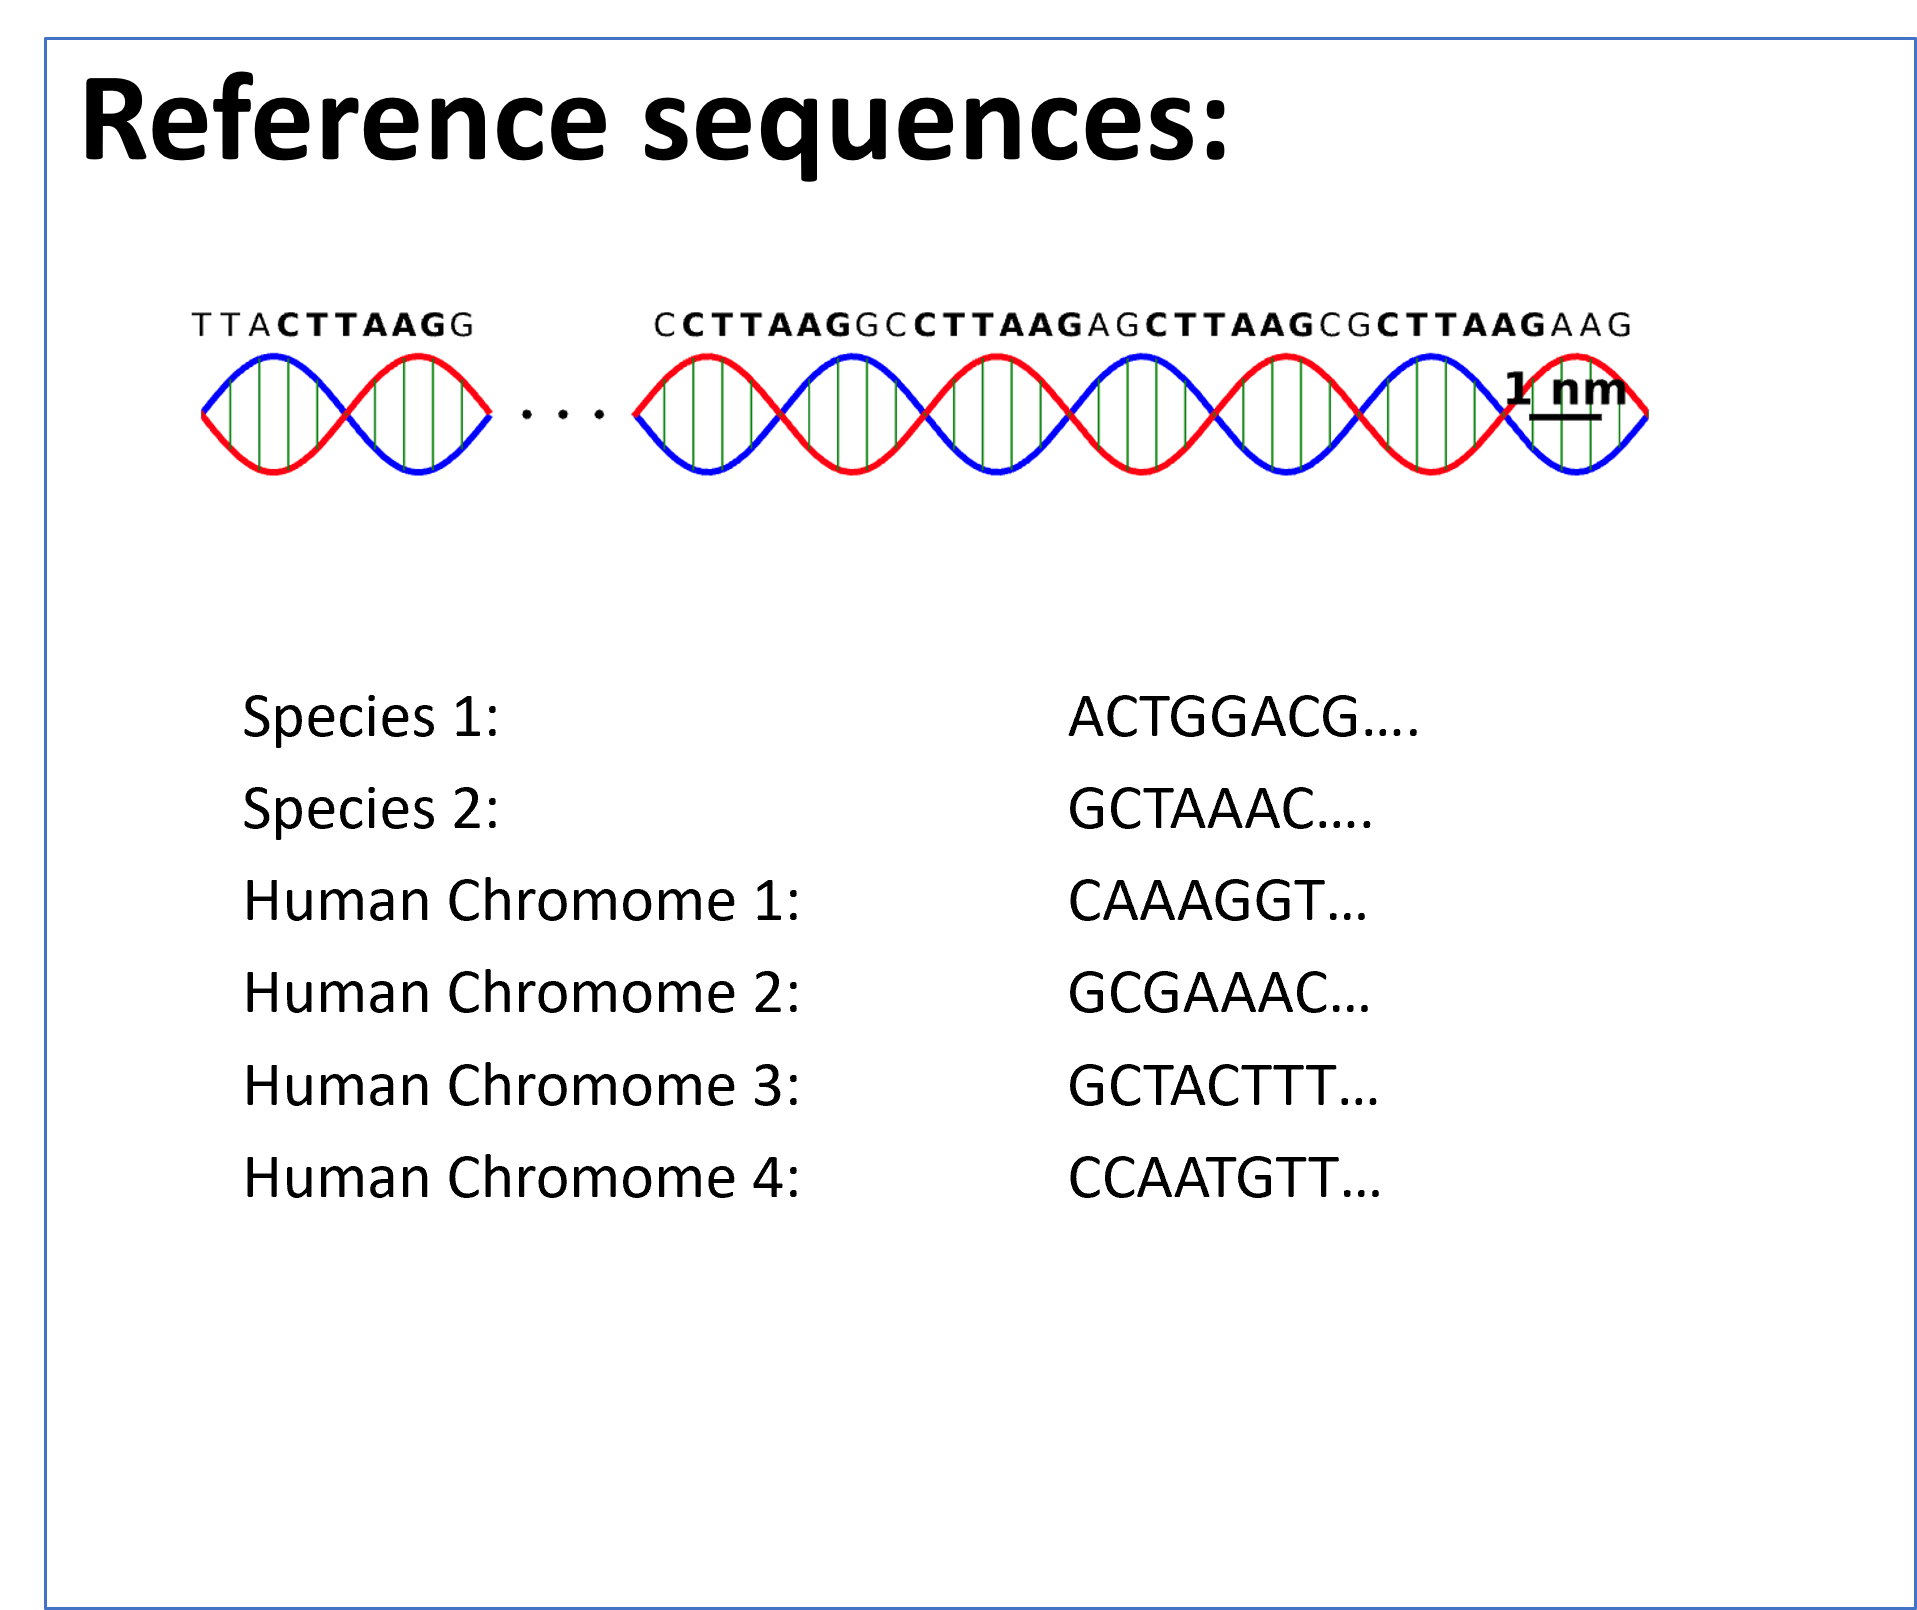 Reference sequences:
TTACTTAAGG CCTTAAGGCCTTAAGAGCTTAAGCGCTTAAGAAG
1 nm
Species 1: ACTGGACG....
Species 2: GCTAAAC....
Human Chromome 1: CAAAGGT...
Human Chromome 2: GCGAAAC...
Human Chromome 3: GCTACTTT...
Human Chromome 4: CCAATGTT...